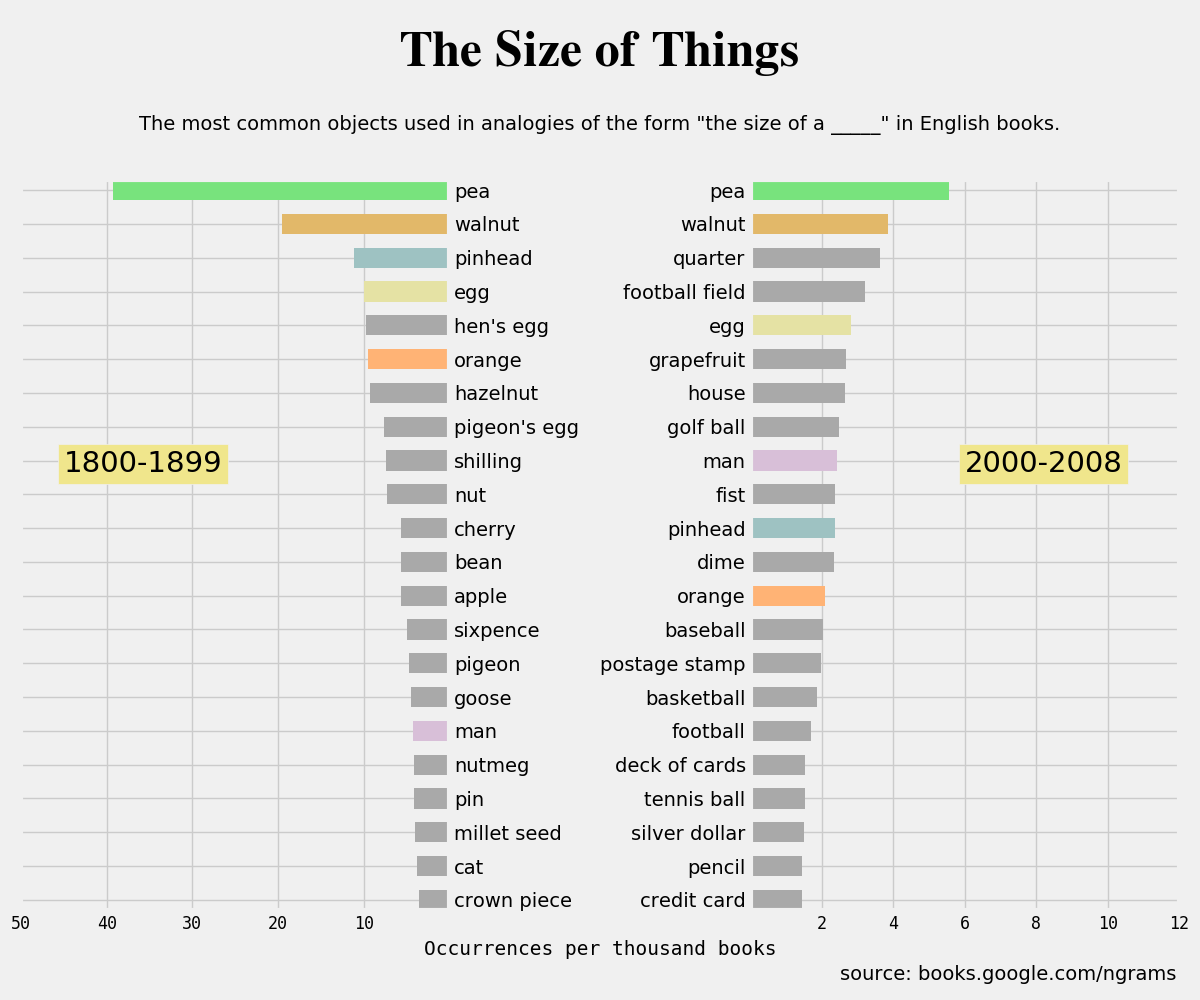 The Size of Things
The most common objects used in analogies of the form "the size of a _____" in English books.
pea pea
walnut walnut
pinhead quarter
egg football field
hen's egg egg
orange grapefruit
hazelnut house
pigeon's egg golf ball
1800-1899 shilling man 2000-2008
nut fist
cherry pinhead
bean dime
apple orange
sixpence baseball
pigeon postage stamp
goose basketball
man football
nutmeg deck of cards
pin tennis ball
millet seed silver dollar
cat pencil
crown piece credit card
50 40 30 20 10 2 4 6 8 10 12
Occurrences per thousand books
source: books.google.com/ngrams